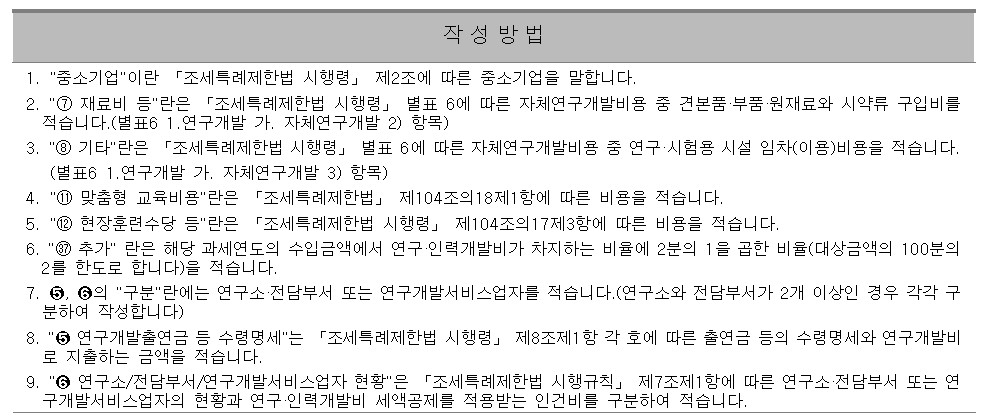 작 성 방 법
1. "중소기업"이란 「조세특례제한법 시행령」 제2조에 따른 중소기업을 말합니다.
2. "⑦ 재료비 등"란은 「조세특례제한법 시행령」 별표 6에 따른 자체연구개발비용 중 견본품·부품·원재료와 시약류 구입비를
적습니다.(별표6 1.연구개발 가. 자체연구개발 2) 항목)
3. "⑧ 기타"란은 「조세특례제한법 시행령」 별표 6에 따른 자체연구개발비용 중 연구·시험용 시설 임차(이용)비용을 적습니다.
(별표6 1.연구개발 가. 자체연구개발 3) 항목)
4. "⑪ 맞춤형 교육비용"란은 「조세특례제한법」 제104조의18제1항에 따른 비용을 적습니다.
5. "⑫ 현장훈련수당 등"란은 「조세특례제한법 시행령」 제104조의17제3항에 따른 비용을 적습니다.
6. "㊲ 추가" 란은 해당 과세연도의 수입금액에서 연구·인력개발비가 차지하는 비율에 2분의 1을 곱한 비율(대상금액의 100분의
2를 한도로 합니다)을 적습니다.
7. ❺, ❻의 "구분"란에는 연구소·전담부서 또는 연구개발서비스업자를 적습니다.(연구소와 전담부서가 2개 이상인 경우 각각 구
분하여 작성합니다)
8. "❺ 연구개발출연금 등 수령명세"는 「조세특례제한법 시행령」 제8조제1항 각 호에 따른 출연금 등의 수령명세와 연구개발비
로 지출하는 금액을 적습니다.
9. "❻ 연구소/전담부서/연구개발서비스업자 현황"은 「조세특례제한법 시행규칙」 제7조제1항에 따른 연구소·전담부서 또는 연
구개발서비스업자의 현황과 연구·인력개발비 세액공제를 적용받는 인건비를 구분하여 적습니다.